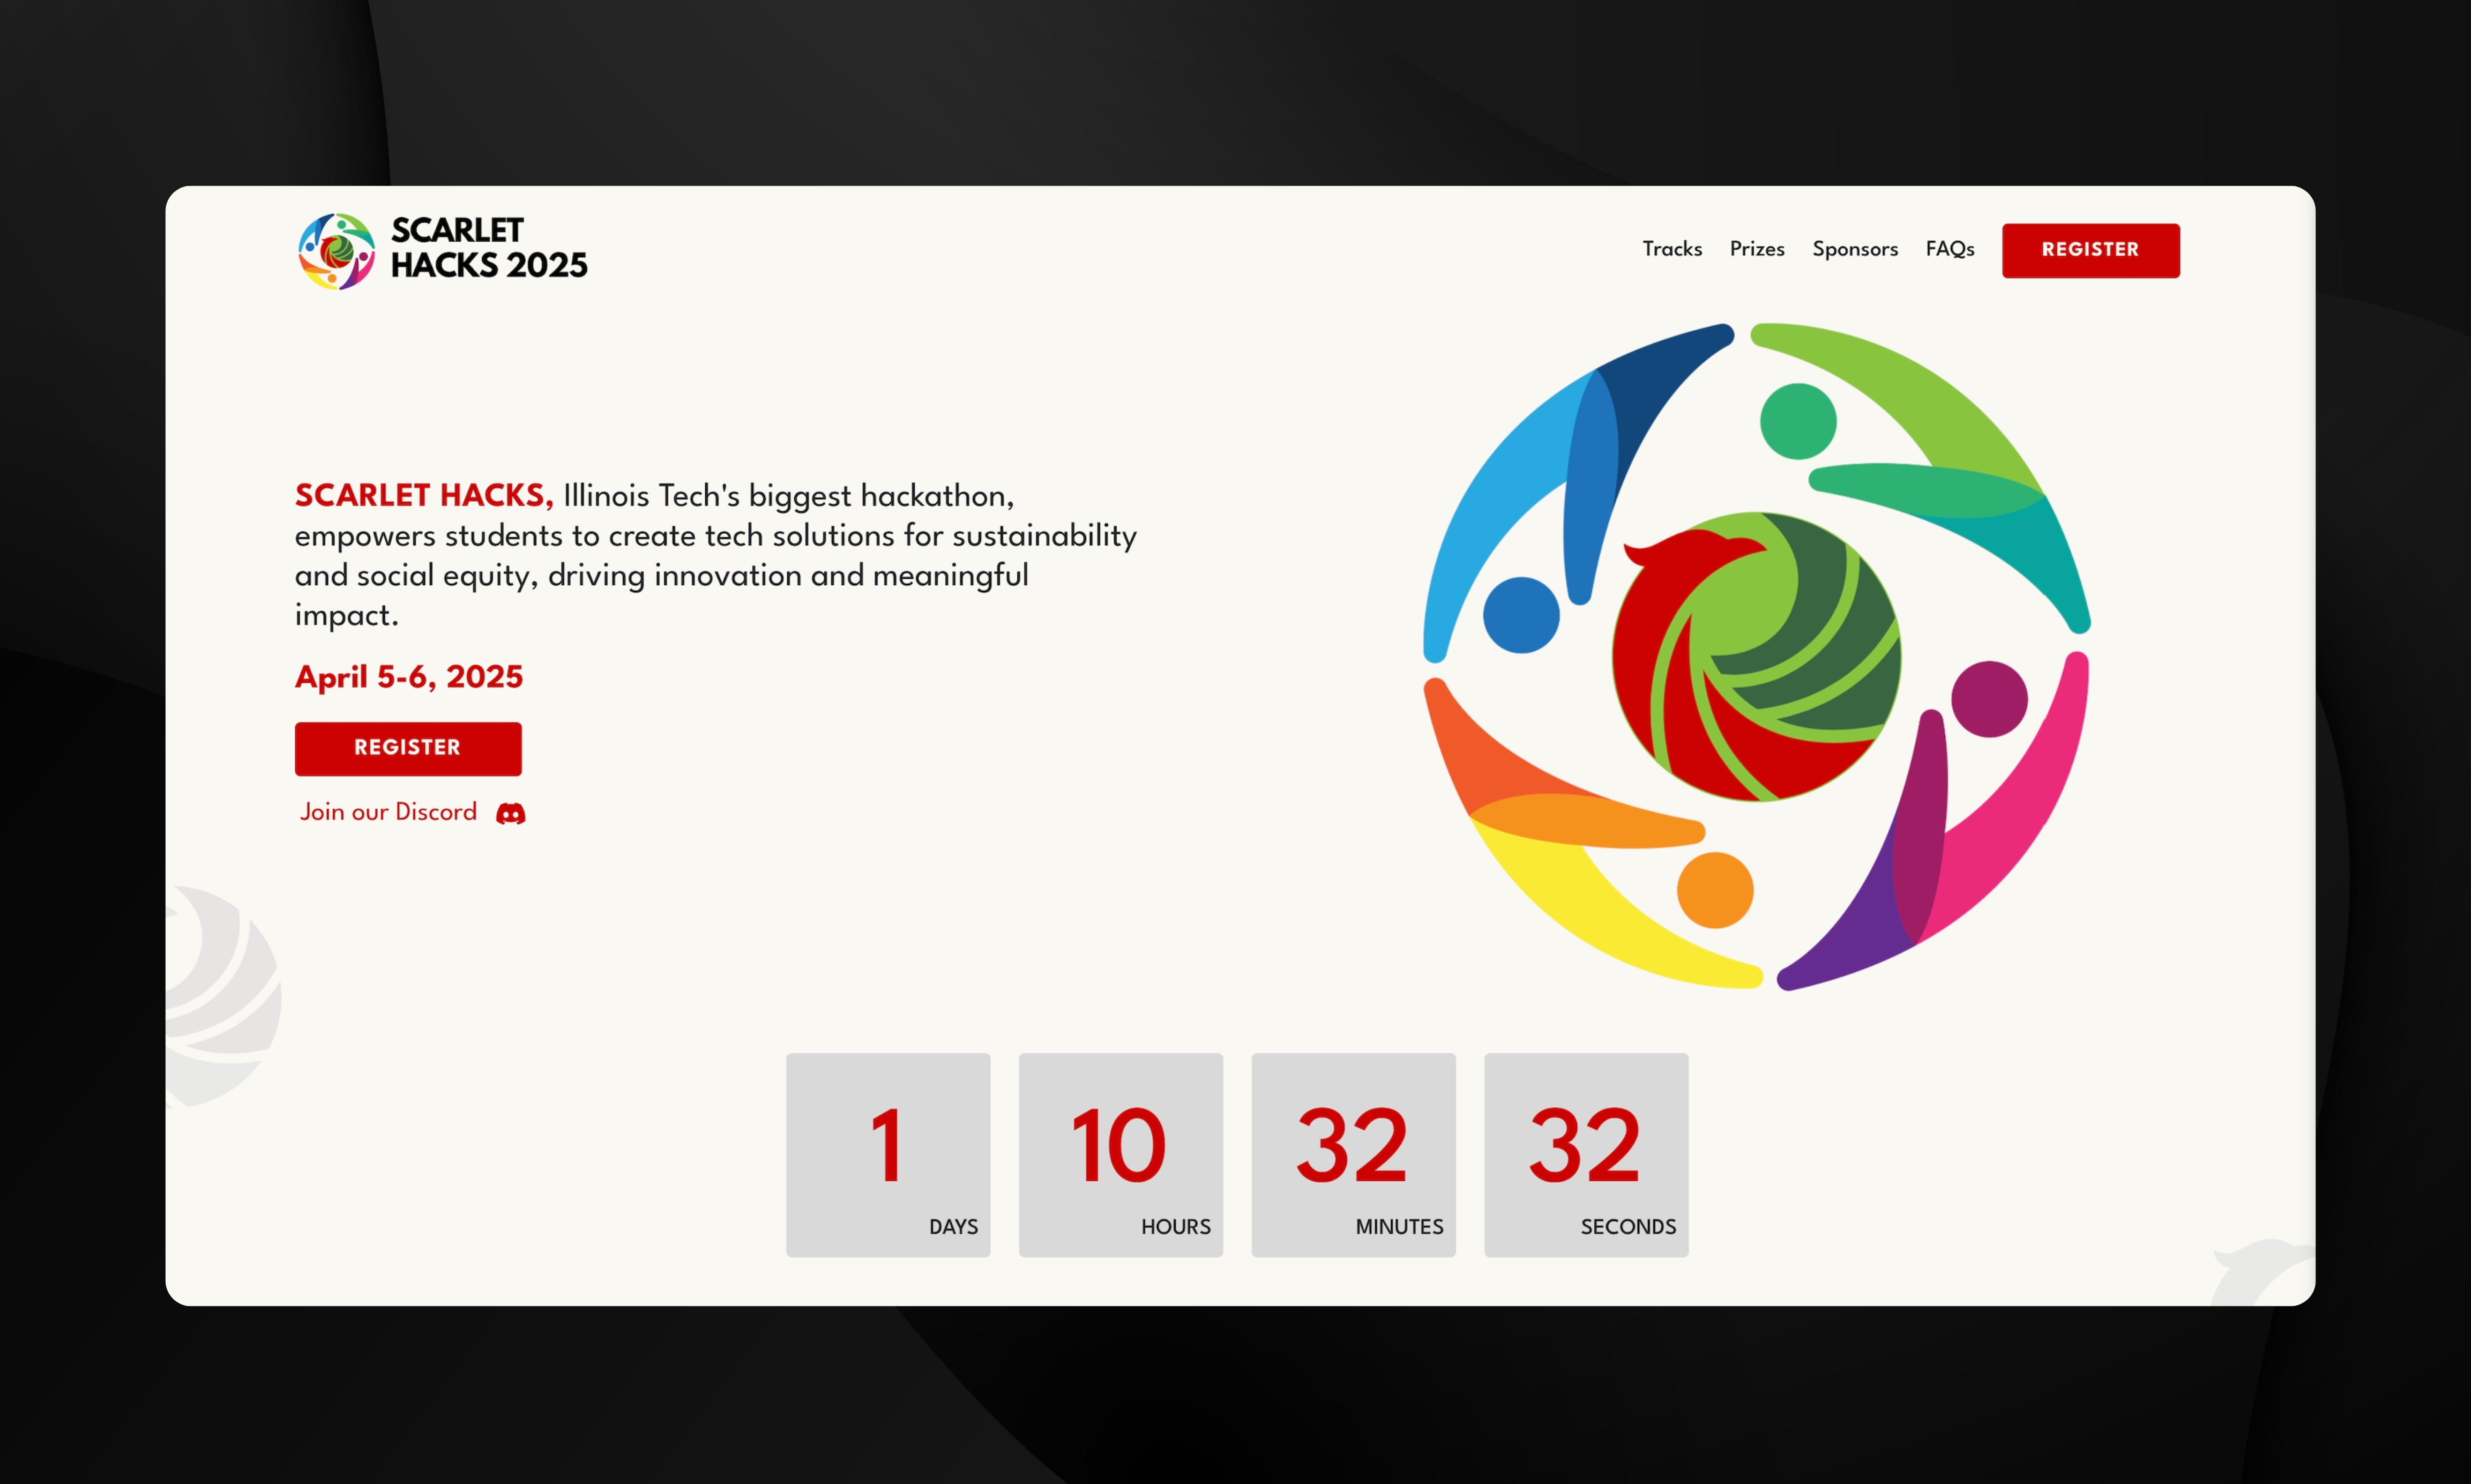 SCARLET
HACKS 2025
Tracks Prizes Sponsors FAQs REGISTER
SCARLET HACKS, Illinois Tech's biggest hackathon,
empowers students to create tech solutions for sustainability
and social equity, driving innovation and meaningful
impact.
April 5-6, 2025
REGISTER
Join our Discord
1 10 32 32
DAYS HOURS MINUTES SECONDS